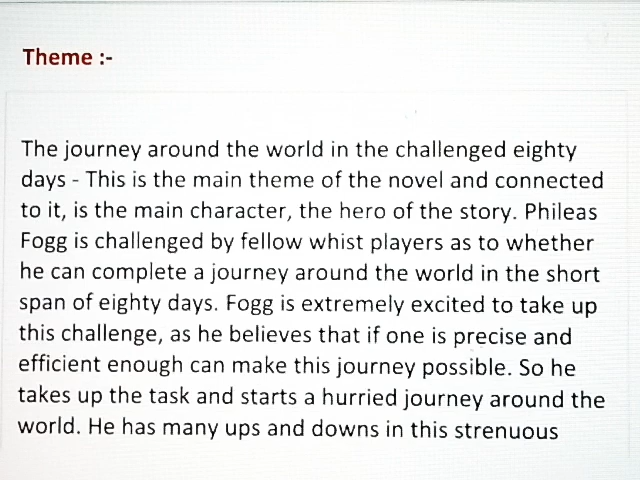 Theme :-
The journey around the world in the challenged eighty
days - This is the main theme of the novel and connected
to it, is the main character, the hero of the story. Phileas
Fogg is challenged by fellow whist players as to whether
he can complete a journey around the world in the short
span of eighty days. Fogg is extremely excited to take up
this challenge, as he believes that if one is precise and
efficient enough can make this journey possible. So he
takes up the task and starts a hurried journey around the
world. He has many ups and downs in this strenuous